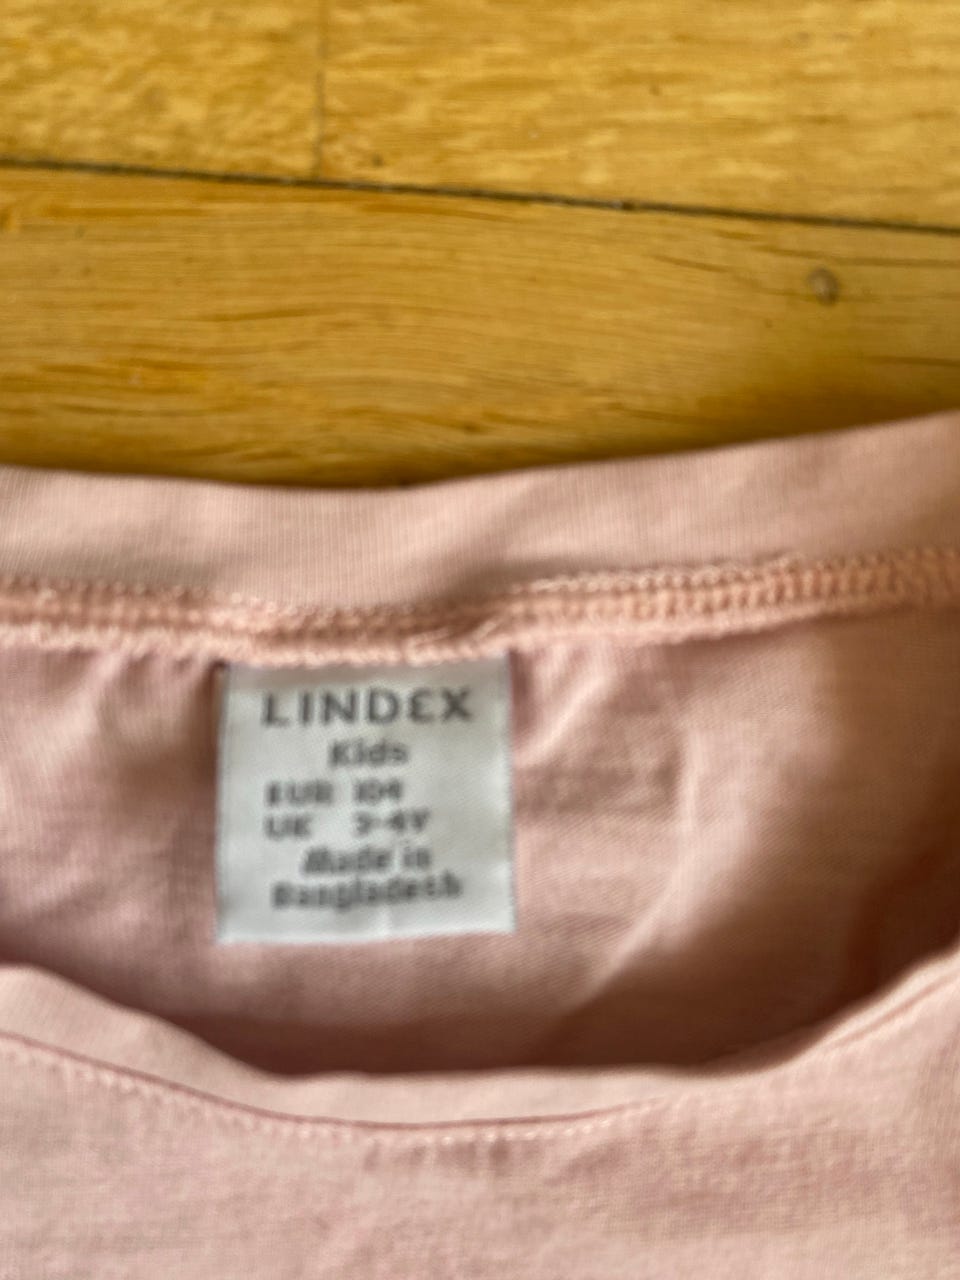 LINDEX
Kids
EUR 104
UK 3-4Y
Made in
Bangladesh